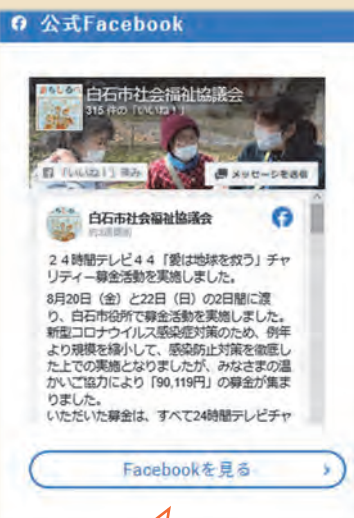 公式Facebook
白石市社会福祉協議会
315 件の「いいね！」
「いいね！」済み
メッセージを送信
白石市社会福祉協議会
２４時間テレビ４４「愛は地球を救う」チャ
リティー募金活動を実施しました。
8月20日（金）と22日（日）の2日間に渡
り、白石市役所で募金活動を実施しました。
新型コロナウイルス感染症対策のため、例年
より規模を縮小して、感染防止対策を徹底し
た上での実施となりましたが、みなさまの温
かいご協力により「90,119円」の募金が集ま
りました。
いただいた募金は、すべて24時間テレビチャ
Facebookを見る